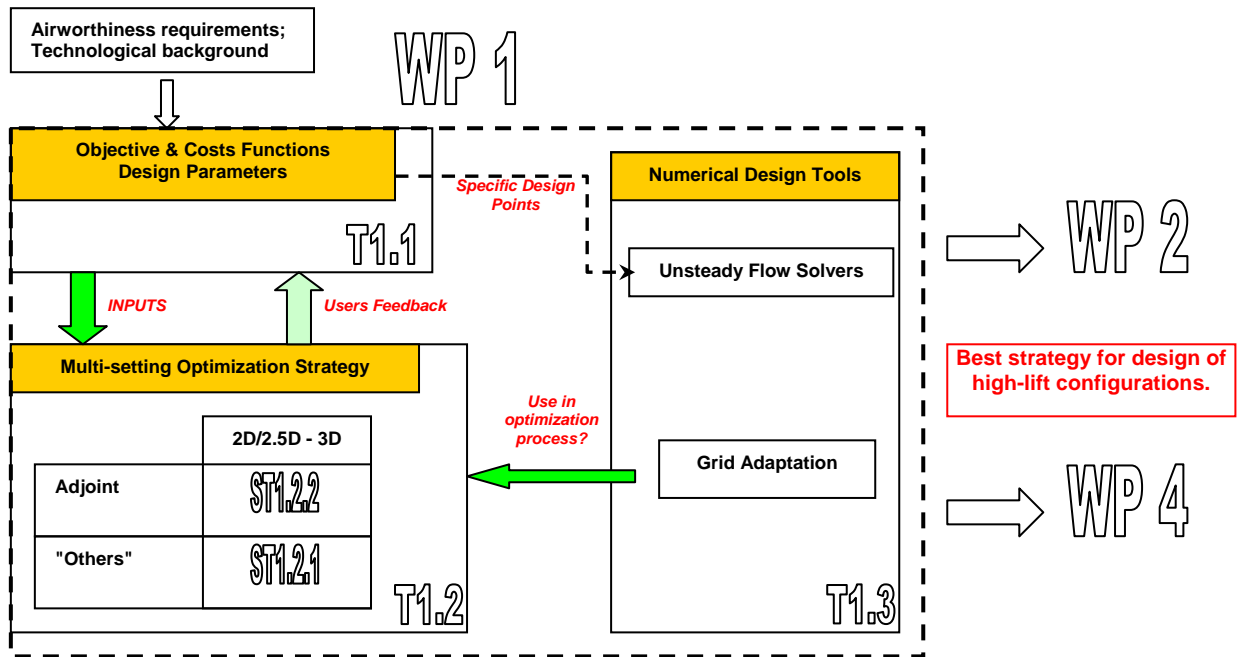 Airworthiness requirements;
Technological background
WP 1
Objective & Costs Functions
Design Parameters
T1.1
Specific Design
Points
Numerical Design Tools
Unsteady Flow Solvers
WP 2
INPUTS
Users Feedback
Best strategy for design of
high-lift configurations.
Multi-setting Optimization Strategy
Use in
optimization
process?
2D/2.5D - 3D
Adjoint
ST1.2.2
"Others"
ST1.2.1
T1.2
Grid Adaptation
T1.3
WP 4